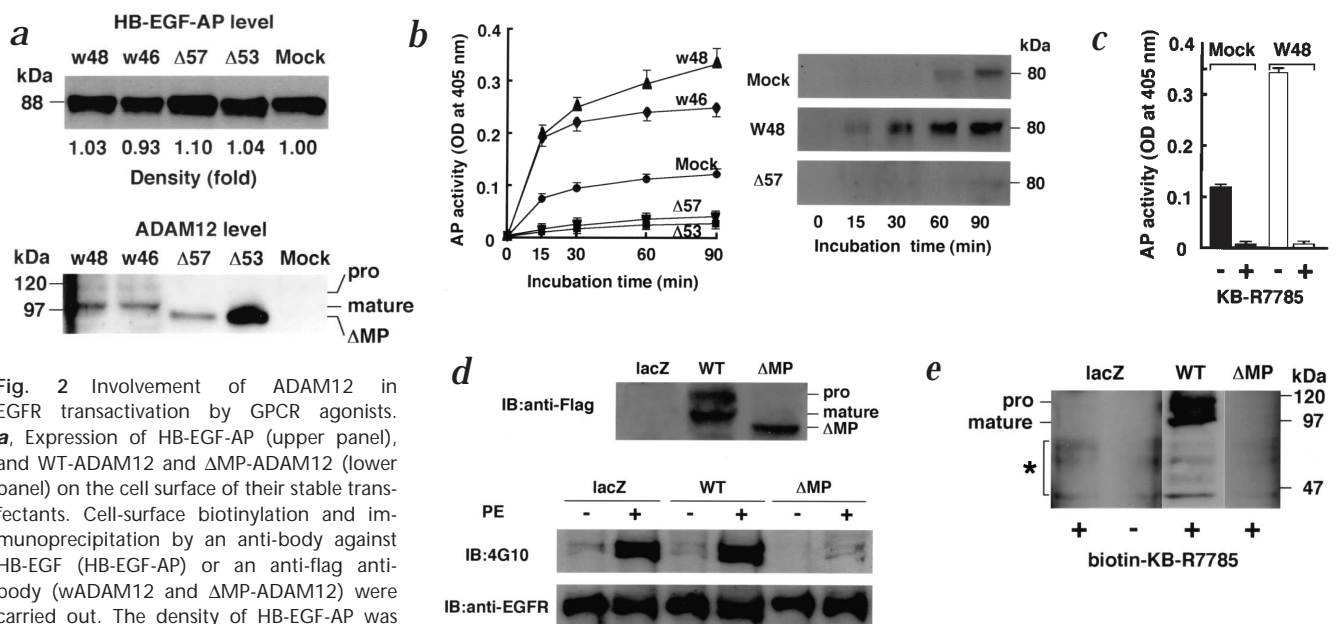 a
HB-EGF-AP level
w48 w46 Δ57 Δ53 Mock
kDa
88
1.03 0.93 1.10 1.04 1.00
Density (fold)
ADAM12 level
kDa w48 w46 Δ57 Δ53 Mock
120
97
pro
mature
ΔMP
Fig. 2 Involvement of ADAM12 in
EGFR transactivation by GPCR agonists.
a, Expression of HB-EGF-AP (upper panel),
and WT-ADAM12 and ΔMP-ADAM12 (lower
panel) on the cell surface of their stable trans-
fectants. Cell-surface biotinylation and im-
munoprecipitation by an anti-body against
HB-EGF (HB-EGF-AP) or an anti-flag anti-
body (wADAM12 and ΔMP-ADAM12) were
carried out. The density of HB-EGF-AP was
b
AP activity (OD at 405 nm)
0.4
0.3
0.2
0.1
0
w48
w46
Mock
Δ57
Δ53
0 15 30 60 90
Incubation time (min)
kDa
Mock 80
W48 80
Δ57 80
0 15 30 60 90
Incubation time (min)
c
AP activity (OD at 405 nm)
0.4
0.3
0.2
0.1
0
Mock W48
- + - +
KB-R7785
d
lacZ WT ΔMP
IB:anti-Flag
pro
mature
ΔMP
lacZ WT ΔMP
PE - + - + - +
IB:4G10
IB:anti-EGFR
e
lacZ WT ΔMP kDa
pro
mature
*
120
97
47
+ - + +
biotin-KB-R7785